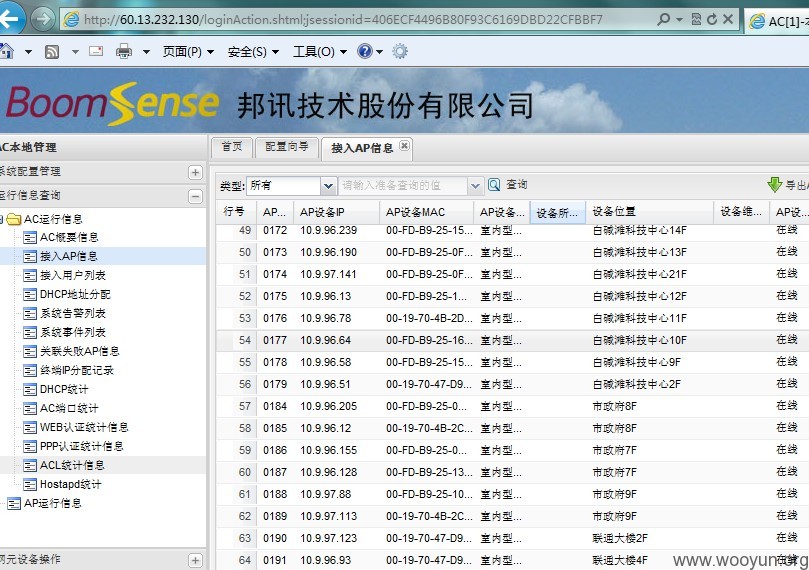 http://60.13.232.130/loginAction.shtml;jsessionid=406ECF4496B80F93C6169DBD22CFBBF7
AC[1]-
页面(P) 安全(S) 工具(O)
BoomSense 邦讯技术股份有限公司
AC本地管理
首页 配置向导 接入AP信息
系统配置管理
运行信息查询
类型: 所有 请输入准备查询的值 查询 导出
AC运行信息
AC概要信息
接入AP信息
接入用户列表
DHCP地址分配
系统告警列表
系统事件列表
关联失败AP信息
终端IP分配记录
DHCP统计
AC端口统计
WEB认证统计信息
PPP认证统计信息
ACL统计信息
Hostapd统计
AP运行信息
网元设备操作
行号 AP... AP设备IP AP设备MAC AP设备... 设备所... 设备位置 设备维... AP设...
49 0172 10.9.96.239 00-FD-B9-25-15... 室内型... 白碱滩科技中心14F 在线
50 0173 10.9.96.190 00-FD-B9-25-0F... 室内型... 白碱滩科技中心13F 在线
51 0174 10.9.97.141 00-FD-B9-25-0F... 室内型... 白碱滩科技中心21F 在线
52 0175 10.9.96.13 00-FD-B9-25-1... 室内型... 白碱滩科技中心12F 在线
53 0176 10.9.96.78 00-19-70-4B-2D... 室内型... 白碱滩科技中心11F 在线
54 0177 10.9.96.64 00-FD-B9-25-16... 室内型... 白碱滩科技中心10F 在线
55 0178 10.9.96.58 00-FD-B9-25-15... 室内型... 白碱滩科技中心9F 在线
56 0179 10.9.96.51 00-19-70-47-D9... 室内型... 白碱滩科技中心2F 在线
57 0184 10.9.96.205 00-FD-B9-25-0... 室内型... 市政府8F 在线
58 0185 10.9.96.12 00-19-70-4B-2C... 室内型... 市政府8F 在线
59 0186 10.9.96.155 00-FD-B9-25-0... 室内型... 市政府7F 在线
60 0187 10.9.96.128 00-FD-B9-25-13... 室内型... 市政府7F 在线
61 0188 10.9.97.88 00-FD-B9-25-10... 室内型... 市政府9F 在线
62 0189 10.9.97.113 00-19-70-4B-2C... 室内型... 市政府9F 在线
63 0190 10.9.97.123 00-19-70-47-D9... 室内型... 联通大楼2F 在线
64 0191 10.9.96.93 00-19-70-47-D9... 室内型... 联通大楼4F 在线
www.wooyun.org